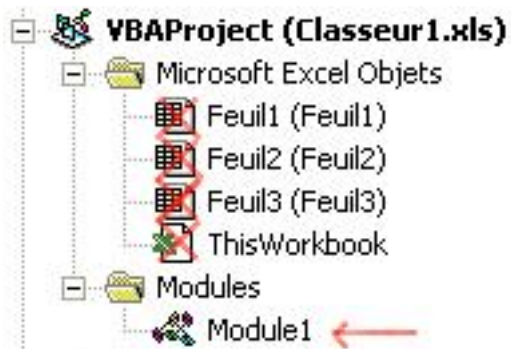 VBAProject (Classeur1.xls)
Microsoft Excel Objets
Feuil1 (Feuil1)
Feuil2 (Feuil2)
Feuil3 (Feuil3)
ThisWorkbook
Modules
Module1